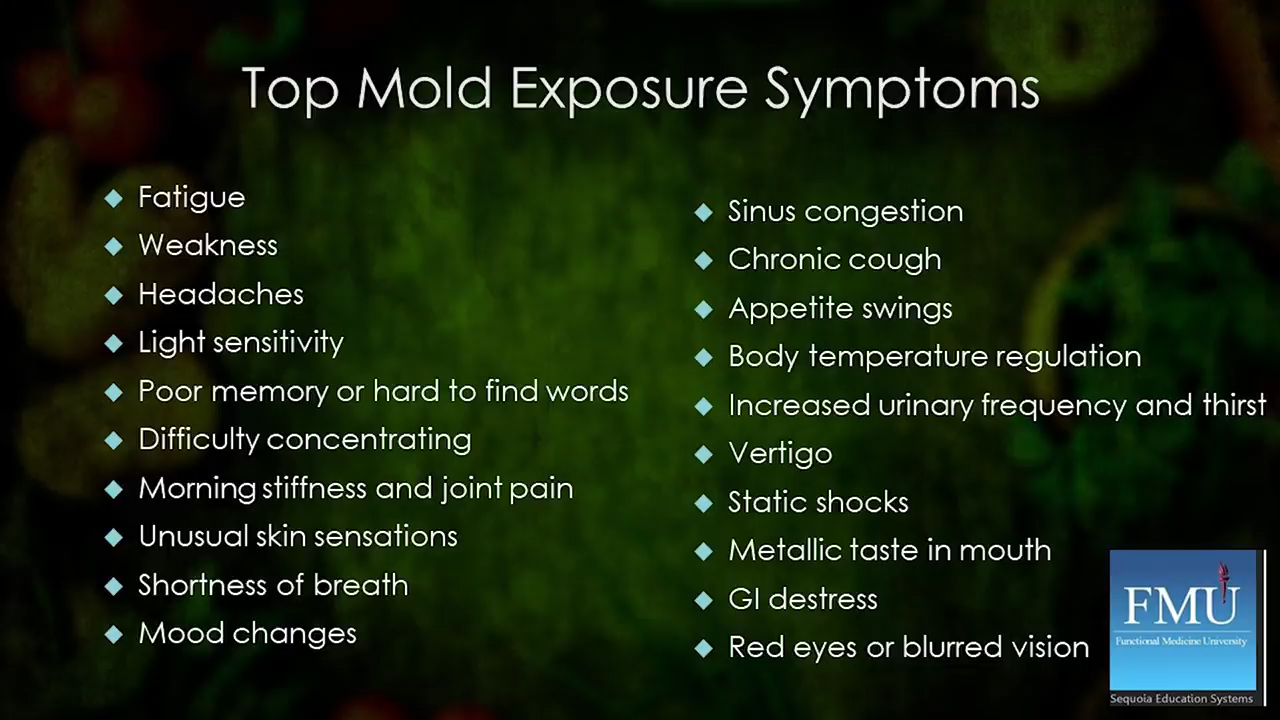 Top Mold Exposure Symptoms
Fatigue
Weakness
Headaches
Light sensitivity
Poor memory or hard to find words
Difficulty concentrating
Morning stiffness and joint pain
Unusual skin sensations
Shortness of breath
Mood changes
Sinus congestion
Chronic cough
Appetite swings
Body temperature regulation
Increased urinary frequency and thirst
Vertigo
Static shocks
Metallic taste in mouth
GI destress
Red eyes or blurred vision
FMU
Functional Medicine University
Sequoia Education Systems